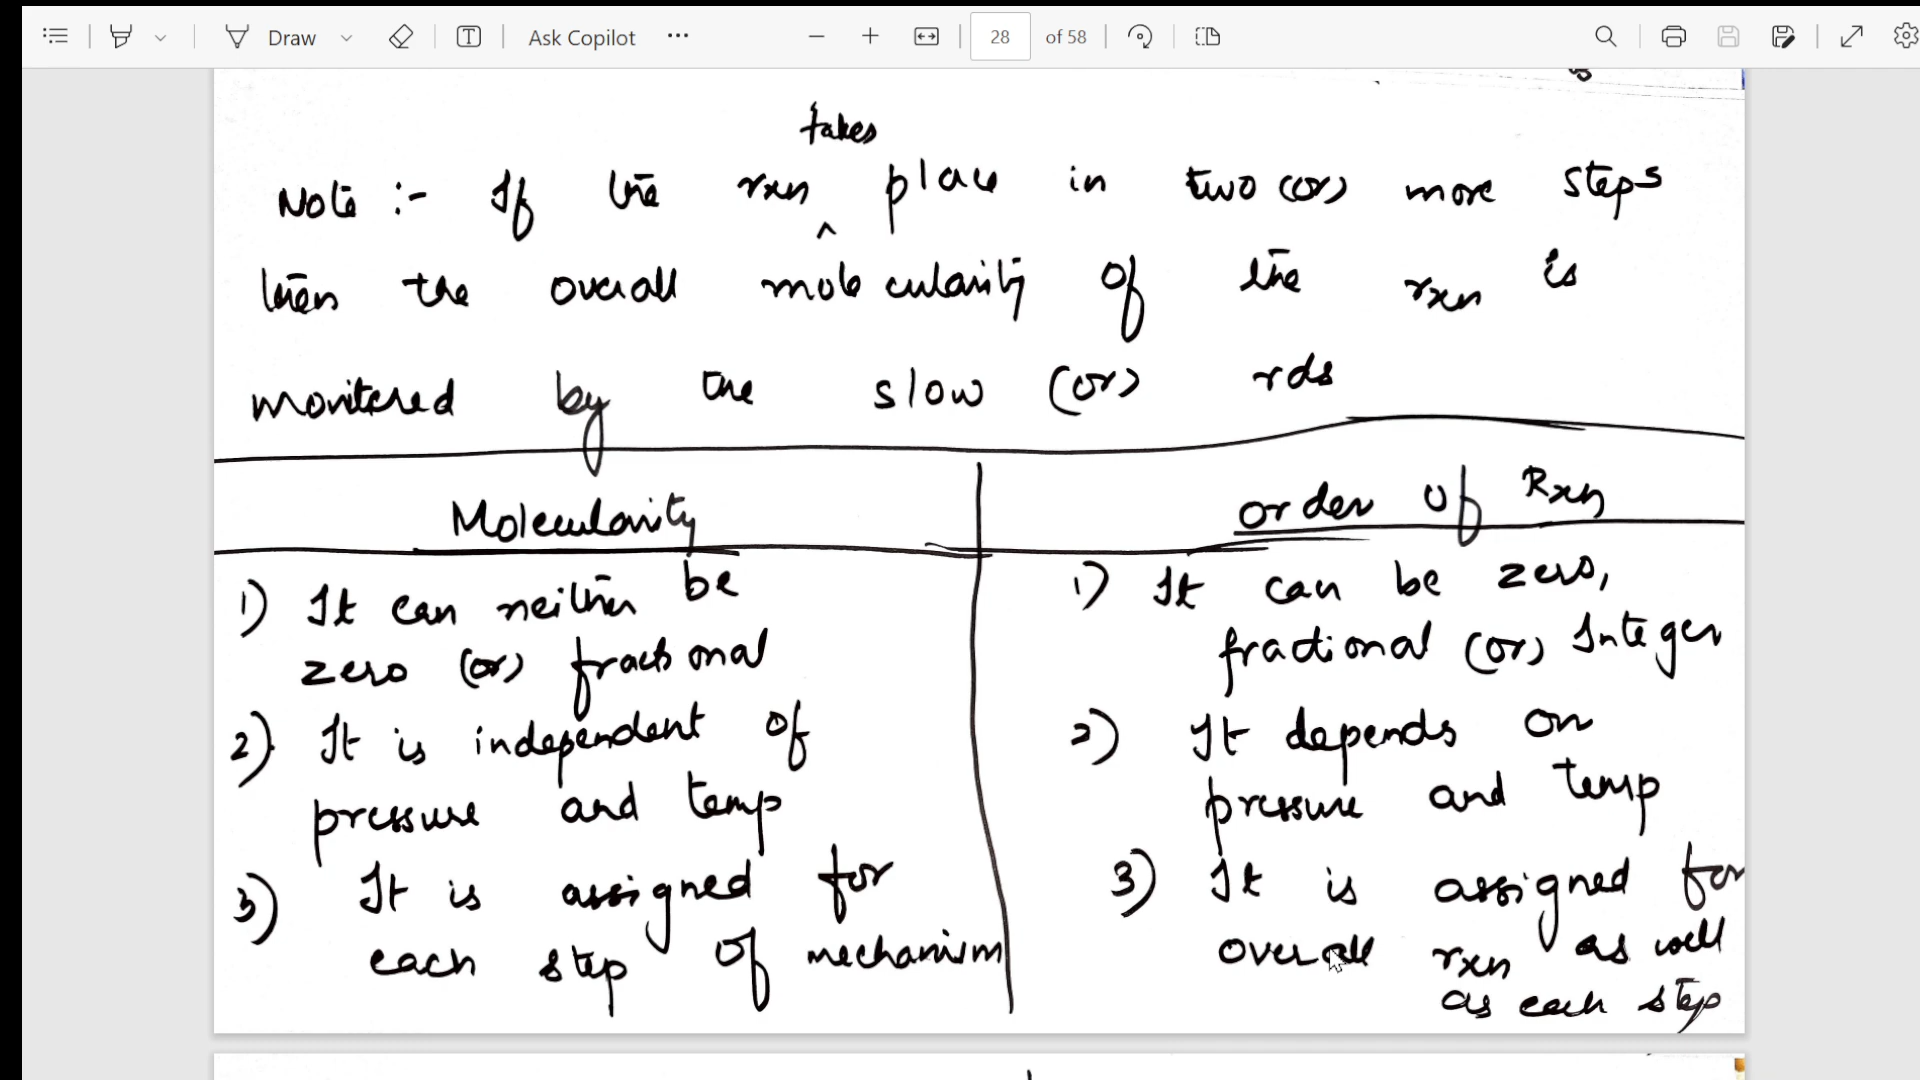 Draw
Ask Copilot
28 of 58
takes
Note :- If the rxn ^ place in two (or) more steps
then the overall molecularity of the rxn is
monitered by the slow (or) rds
Molecularity
order of Rxn
1) It can neither be
zero (or) fractional
2) It is independent of
pressure and temp
3) It is assigned for
each step of mechanism
1) It can be zero,
fractional (or) Integer
2) It depends on
pressure and temp
3) It is assigned for
overall rxn as well
as each step